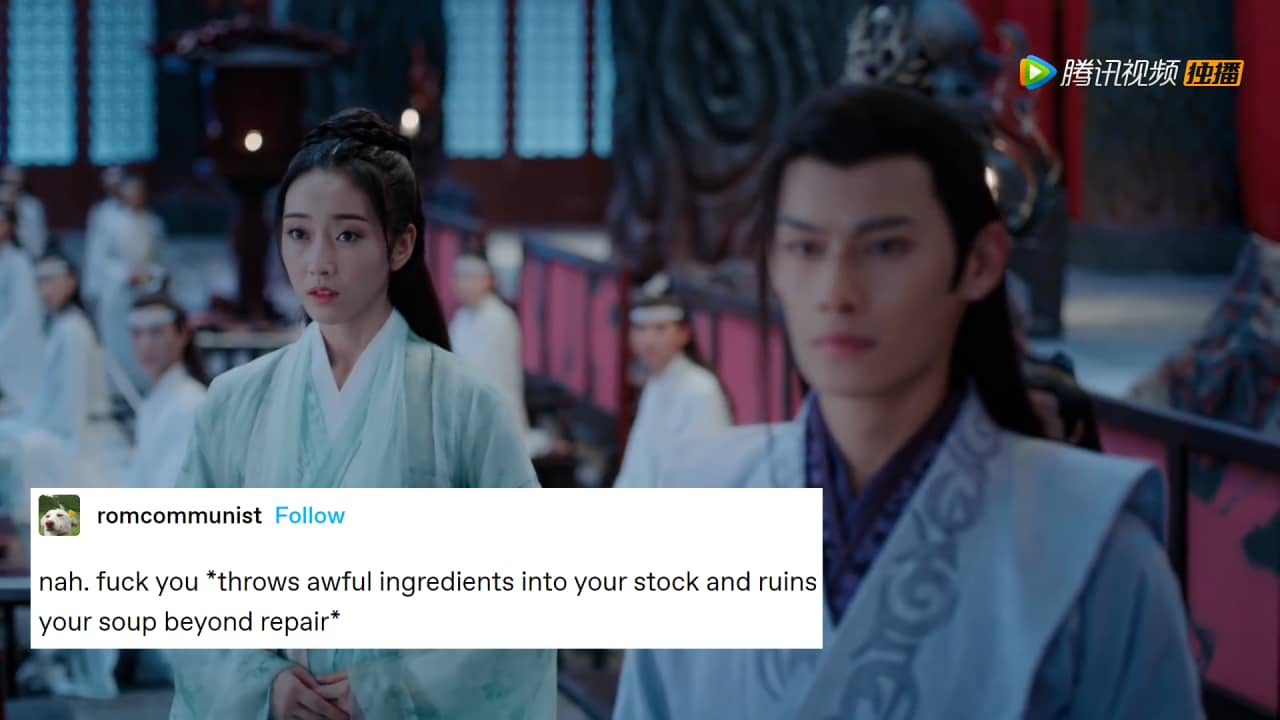 腾讯视频 独播
romcommunist Follow
nah. fuck you *throws awful ingredients into your stock and ruins
your soup beyond repair*